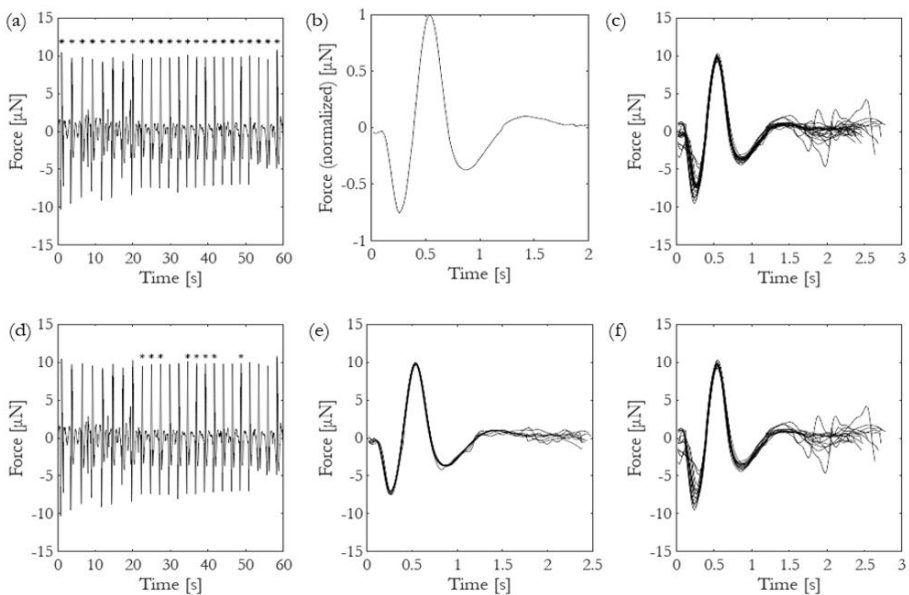 (a)
15
10
5
0
-5
-10
-15
Force [μN]
* * * * * * * * * * * * * * * * * * * * * *
0 10 20 30 40 50 60
Time [s]
(b)
1
0.5
0
-0.5
-1
Force (normalized) [μN]
0 0.5 1 1.5 2
Time [s]
(c)
15
10
5
0
-5
-10
-15
Force [μN]
0 0.5 1 1.5 2 2.5 3
Time [s]
(d)
15
10
5
0
-5
-10
-15
Force [μN]
* * * * * * * *
0 10 20 30 40 50 60
Time [s]
(e)
15
10
5
0
-5
-10
-15
Force [μN]
0 0.5 1 1.5 2 2.5
Time [s]
(f)
15
10
5
0
-5
-10
-15
Force [μN]
0 0.5 1 1.5 2 2.5 3
Time [s]